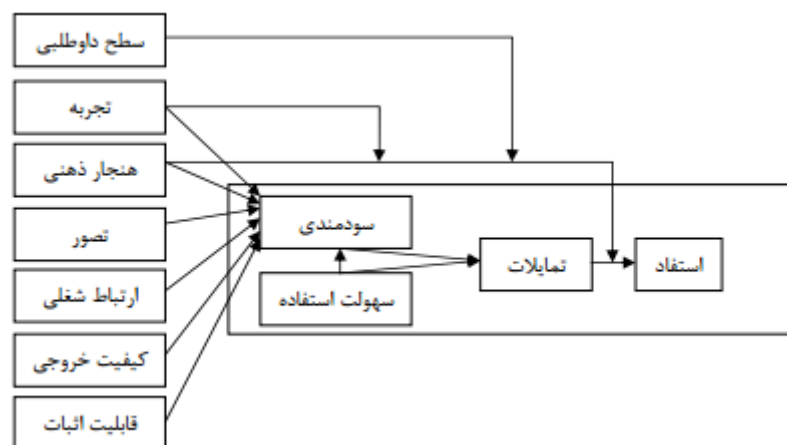 سطح داوطلبی
تجربه
هنجار ذهنی
تصور
ارتباط شغلی
کیفیت خروجی
قابلیت اثبات
سودمندی
سهولت استفاده
تمایلات
استفاد